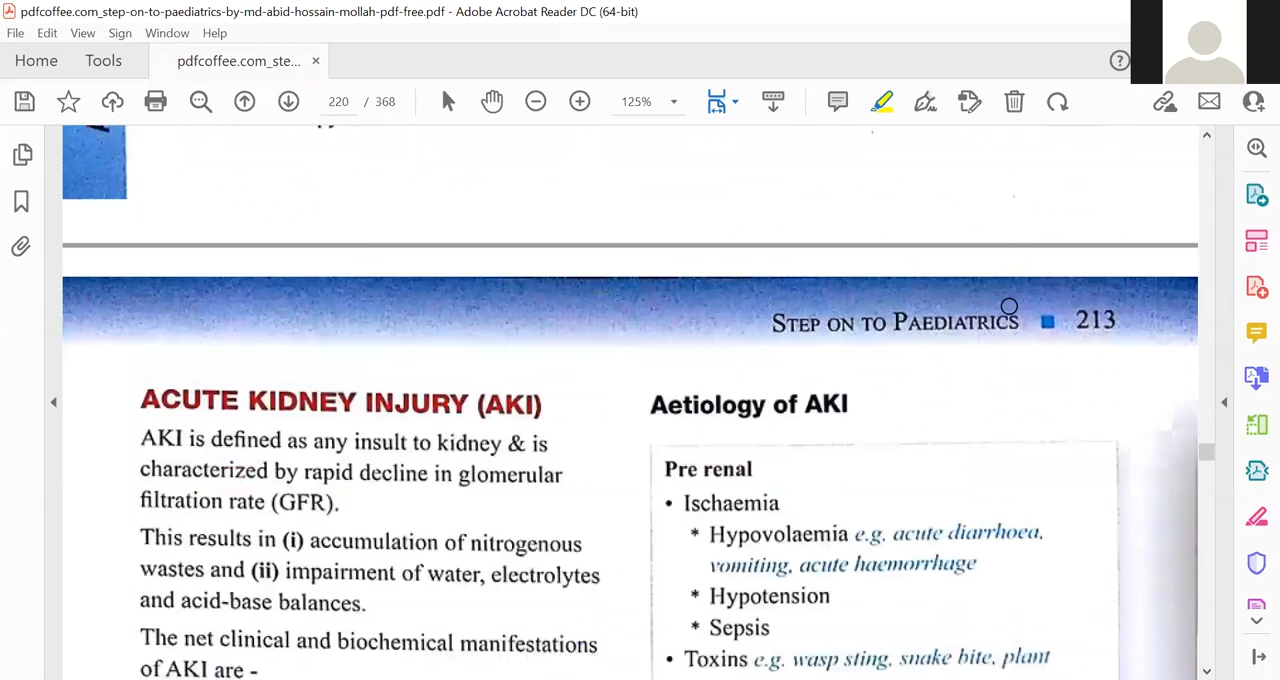 pdfcoffee.com_step-on-to-paediatrics-by-md-abid-hossain-mollah-pdf-free.pdf - Adobe Acrobat Reader DC (64-bit)
File Edit View Sign Window Help
Home Tools pdfcoffee.com_ste... ×
220 / 368 125%
STEP ON TO PAEDIATRICS ■ 213
ACUTE KIDNEY INJURY (AKI)
AKI is defined as any insult to kidney & is
characterized by rapid decline in glomerular
filtration rate (GFR).
This results in (i) accumulation of nitrogenous
wastes and (ii) impairment of water, electrolytes
and acid-base balances.
The net clinical and biochemical manifestations
of AKI are -
Aetiology of AKI
Pre renal
• Ischaemia
* Hypovolaemia e.g. acute diarrhoea,
vomiting, acute haemorrhage
* Hypotension
* Sepsis
• Toxins e.g. wasp sting, snake bite, plant